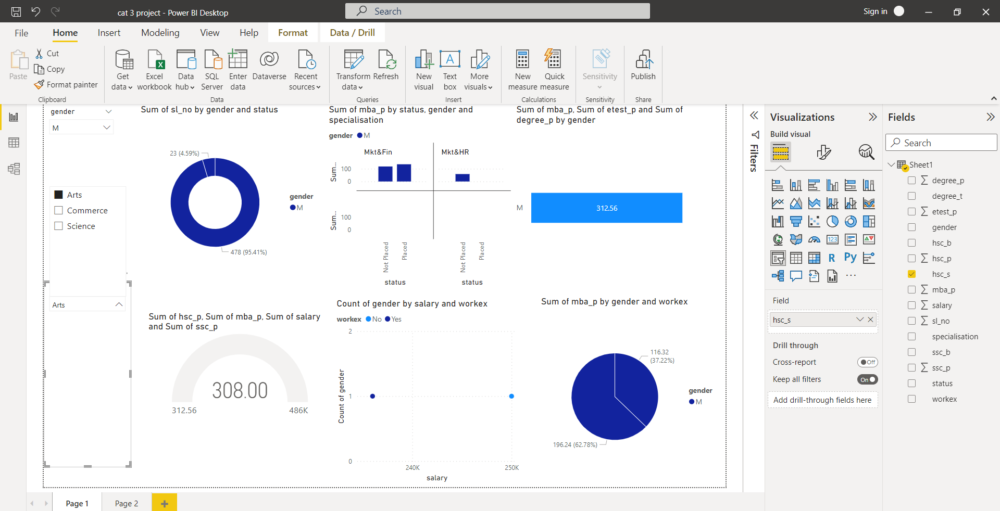 cat 3 project - Power BI Desktop
Search
Sign in
File
Home
Insert
Modeling
View
Help
Format
Data / Drill
Paste
Cut
Copy
Format painter
Clipboard
Get data
Excel workbook
Data hub
SQL Server
Enter data
Dataverse
Recent sources
Data
Transform data
Refresh
Queries
New visual
Text box
More visuals
Insert
New measure
Quick measure
Calculations
Sensitivity
Sensitivity
Publish
Share
gender
M
Arts
Commerce
Science
Arts
Sum of sl_no by gender and status
23 (4.59%)
478 (95.41%)
gender
M
Sum of mba_p by status, gender and
specialisation
gender M
Mkt&Fin
Mkt&HR
Sum...
100
0
Sum...
100
0
Not Placed
Placed
Not Placed
Placed
status
status
Sum of mba_p, Sum of etest_p and Sum of
degree_p by gender
M
312.56
Sum of hsc_p, Sum of mba_p, Sum of salary
and Sum of ssc_p
308.00
312.56
486K
Count of gender by salary and workex
workex No Yes
Count of gender
2
1
0
240K
250K
salary
Sum of mba_p by gender and workex
116.32
(37.22%)
196.24 (62.78%)
gender
M
Filters
Visualizations
Build visual
123
R
Py
...
Field
hsc_s
Drill through
Cross-report
Off
Keep all filters
On
Add drill-through fields here
Fields
Search
Sheet1
degree_p
degree_t
etest_p
gender
hsc_b
hsc_p
hsc_s
mba_p
salary
sl_no
specialisation
ssc_b
ssc_p
status
workex
Page 1
Page 2